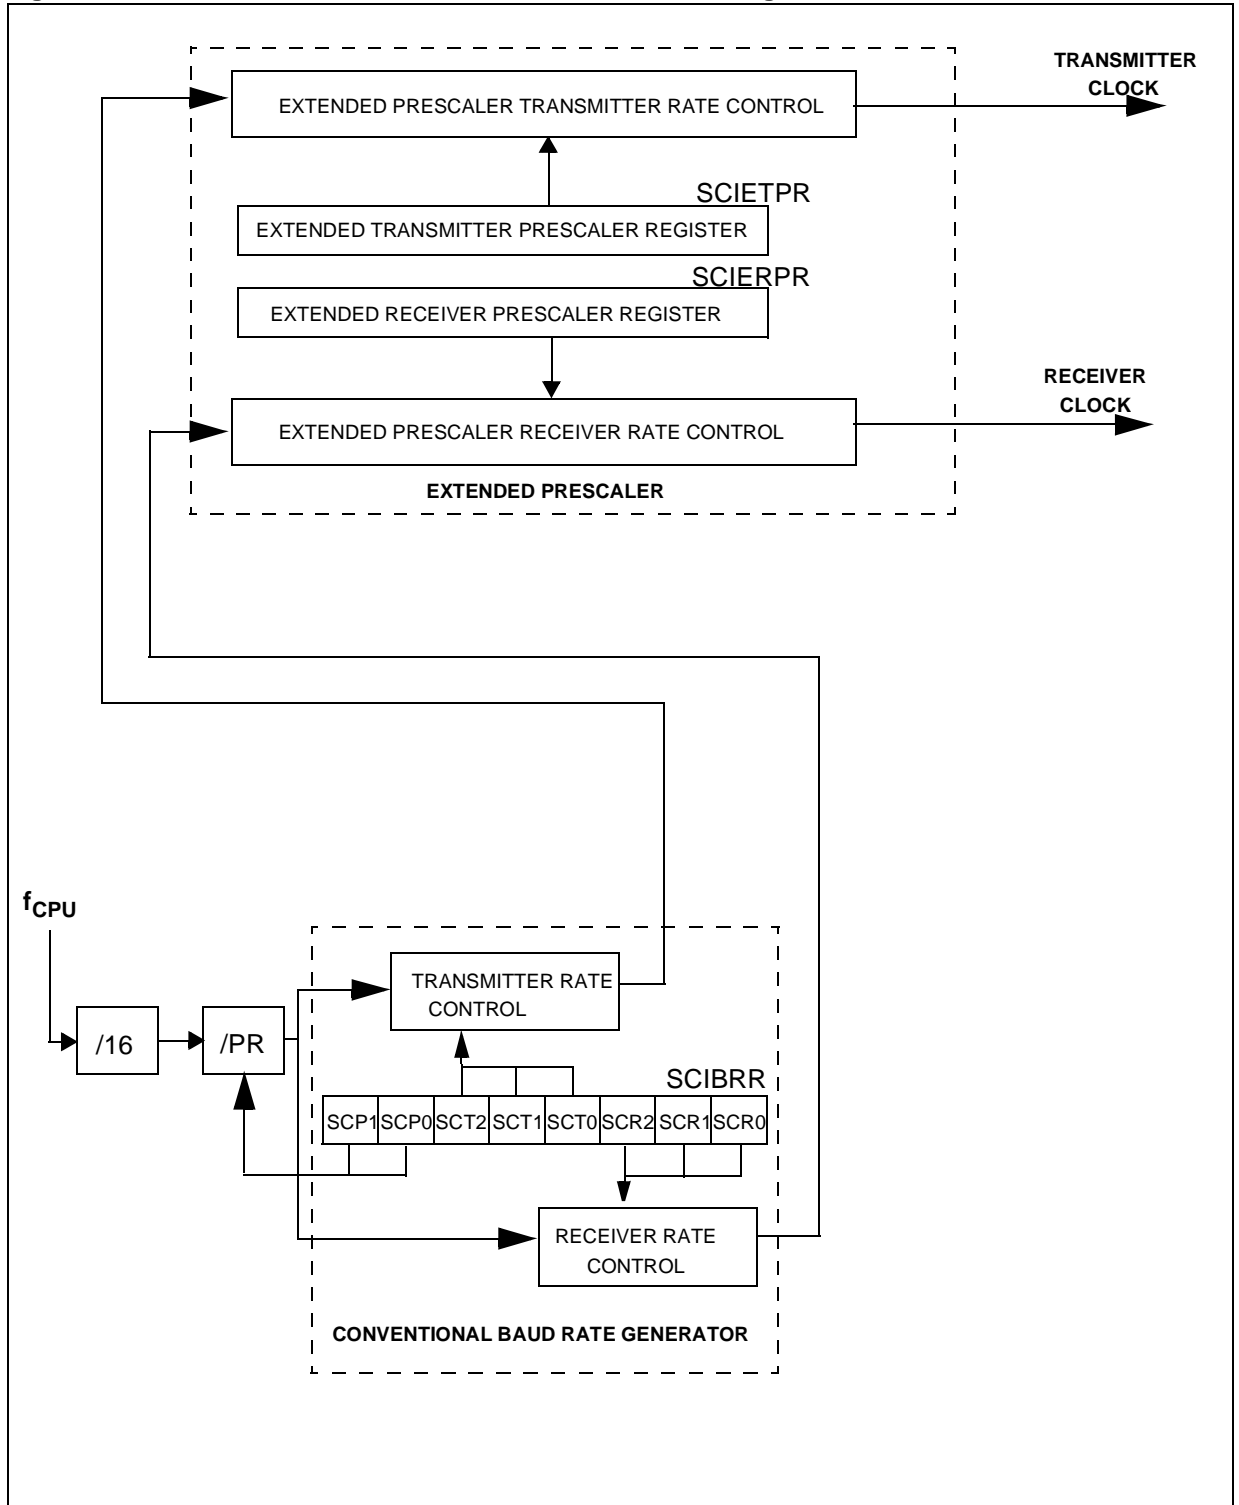 TRANSMITTER
CLOCK
EXTENDED PRESCALER TRANSMITTER RATE CONTROL
SCIETPR
EXTENDED TRANSMITTER PRESCALER REGISTER
SCIERPR
EXTENDED RECEIVER PRESCALER REGISTER
RECEIVER
CLOCK
EXTENDED PRESCALER RECEIVER RATE CONTROL
EXTENDED PRESCALER
fCPU
TRANSMITTER RATE
CONTROL
/16
/PR
SCIBRR
SCP1 SCP0 SCT2 SCT1 SCT0 SCR2 SCR1 SCR0
RECEIVER RATE
CONTROL
CONVENTIONAL BAUD RATE GENERATOR